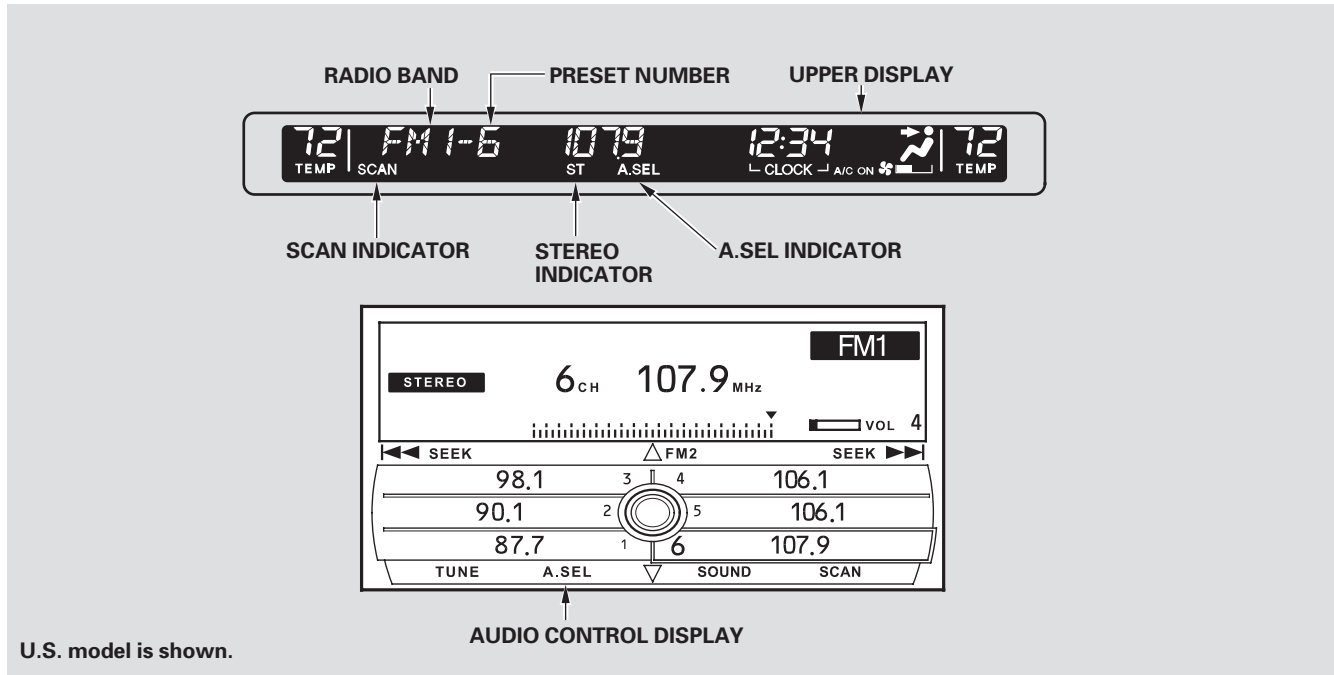 RADIO BAND PRESET NUMBER UPPER DISPLAY
72 FM1-6 107.9 12:34 72
TEMP SCAN ST A.SEL CLOCK A/C ON TEMP
SCAN INDICATOR STEREO INDICATOR A.SEL INDICATOR
FM1
STEREO 6CH 107.9MHz
VOL 4
SEEK FM2 SEEK
98.1 3 4 106.1
90.1 2 5 106.1
87.7 1 6 107.9
TUNE A.SEL SOUND SCAN
AUDIO CONTROL DISPLAY
U.S. model is shown.